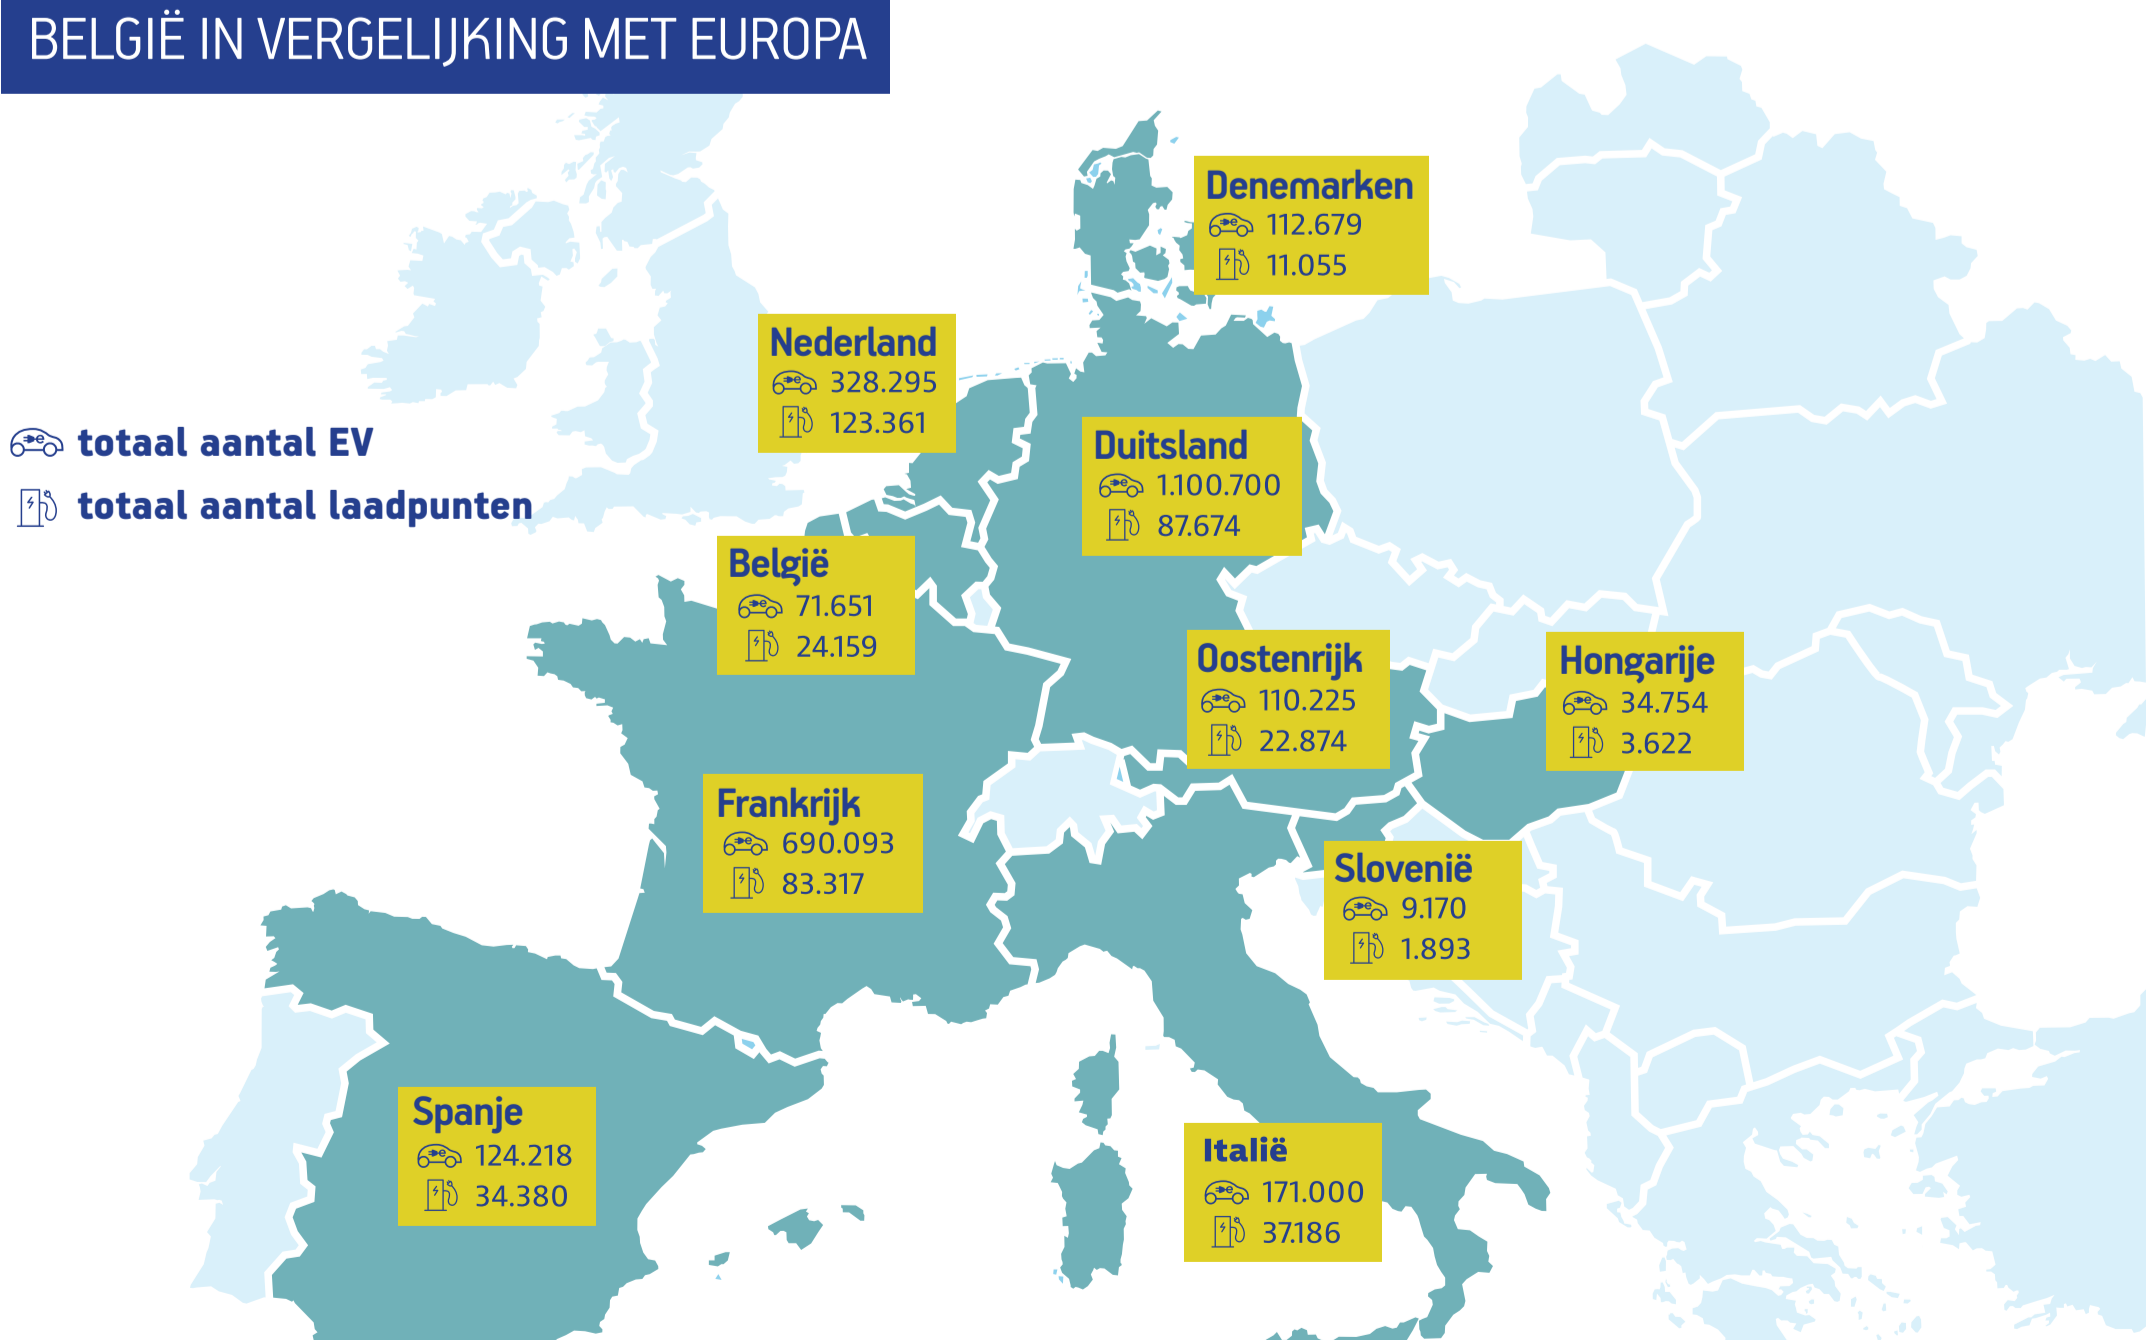 BELGIË IN VERGELIJKING MET EUROPA
Denemarken
112.679
11.055
Nederland
328.295
123.361
Duitsland
1.100.700
87.674
totaal aantal EV
totaal aantal laadpunten
België
71.651
24.159
Oostenrijk
110.225
22.874
Hongarije
34.754
3.622
Frankrijk
690.093
83.317
Slovenië
9.170
1.893
Spanje
124.218
34.380
Italië
171.000
37.186